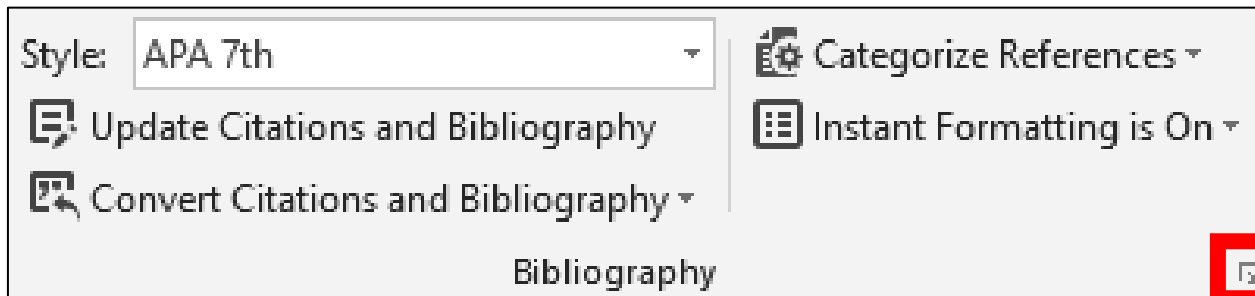 Style: APA 7th
Update Citations and Bibliography
Convert Citations and Bibliography
Categorize References
Instant Formatting is On
Bibliography